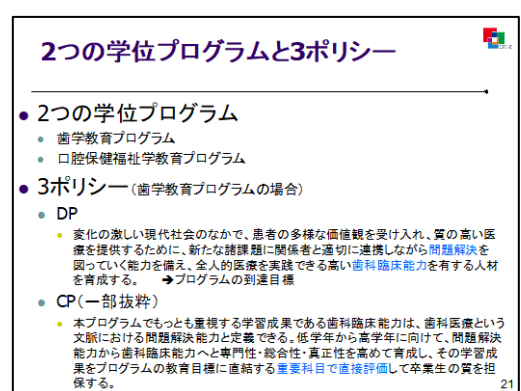 2つの学位プログラムと3ポリシー
● 2つの学位プログラム
● 歯学教育プログラム
● 口腔保健福祉学教育プログラム
● 3ポリシー(歯学教育プログラムの場合)
● DP
● 変化の激しい現代社会のなかで、患者の多様な価値観を受け入れ、質の高い医
療を提供するために、新たな諸課題に関係者と適切に連携しながら問題解決を
図っていく能力を備え、全人的医療を実践できる高い歯科臨床能力を有する人材
を育成する。 ➔プログラムの到達目標
● CP(一部抜粋)
● 本プログラムでもっとも重視する学習成果である歯科臨床能力は、歯科医療という
文脈における問題解決能力と定義できる。低学年から高学年に向けて、問題解決
能力から歯科臨床能力へと専門性・総合性・真正性を高めて育成し、その学習成
果をプログラムの教育目標に直結する重要科目で直接評価して卒業生の質を担
保する。
21